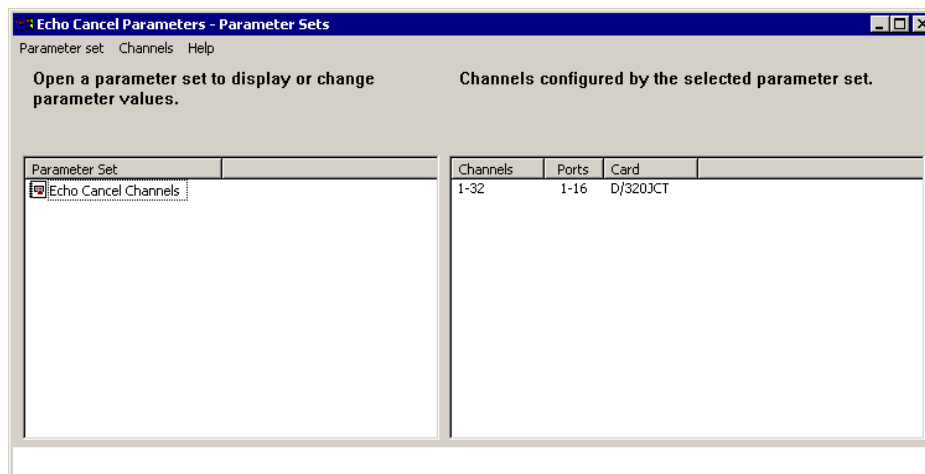 Echo Cancel Parameters - Parameter Sets
Parameter set Channels Help
Open a parameter set to display or change
parameter values.
Channels configured by the selected parameter set.
Parameter Set
Echo Cancel Channels
Channels Ports Card
1-32 1-16 D/320JCT